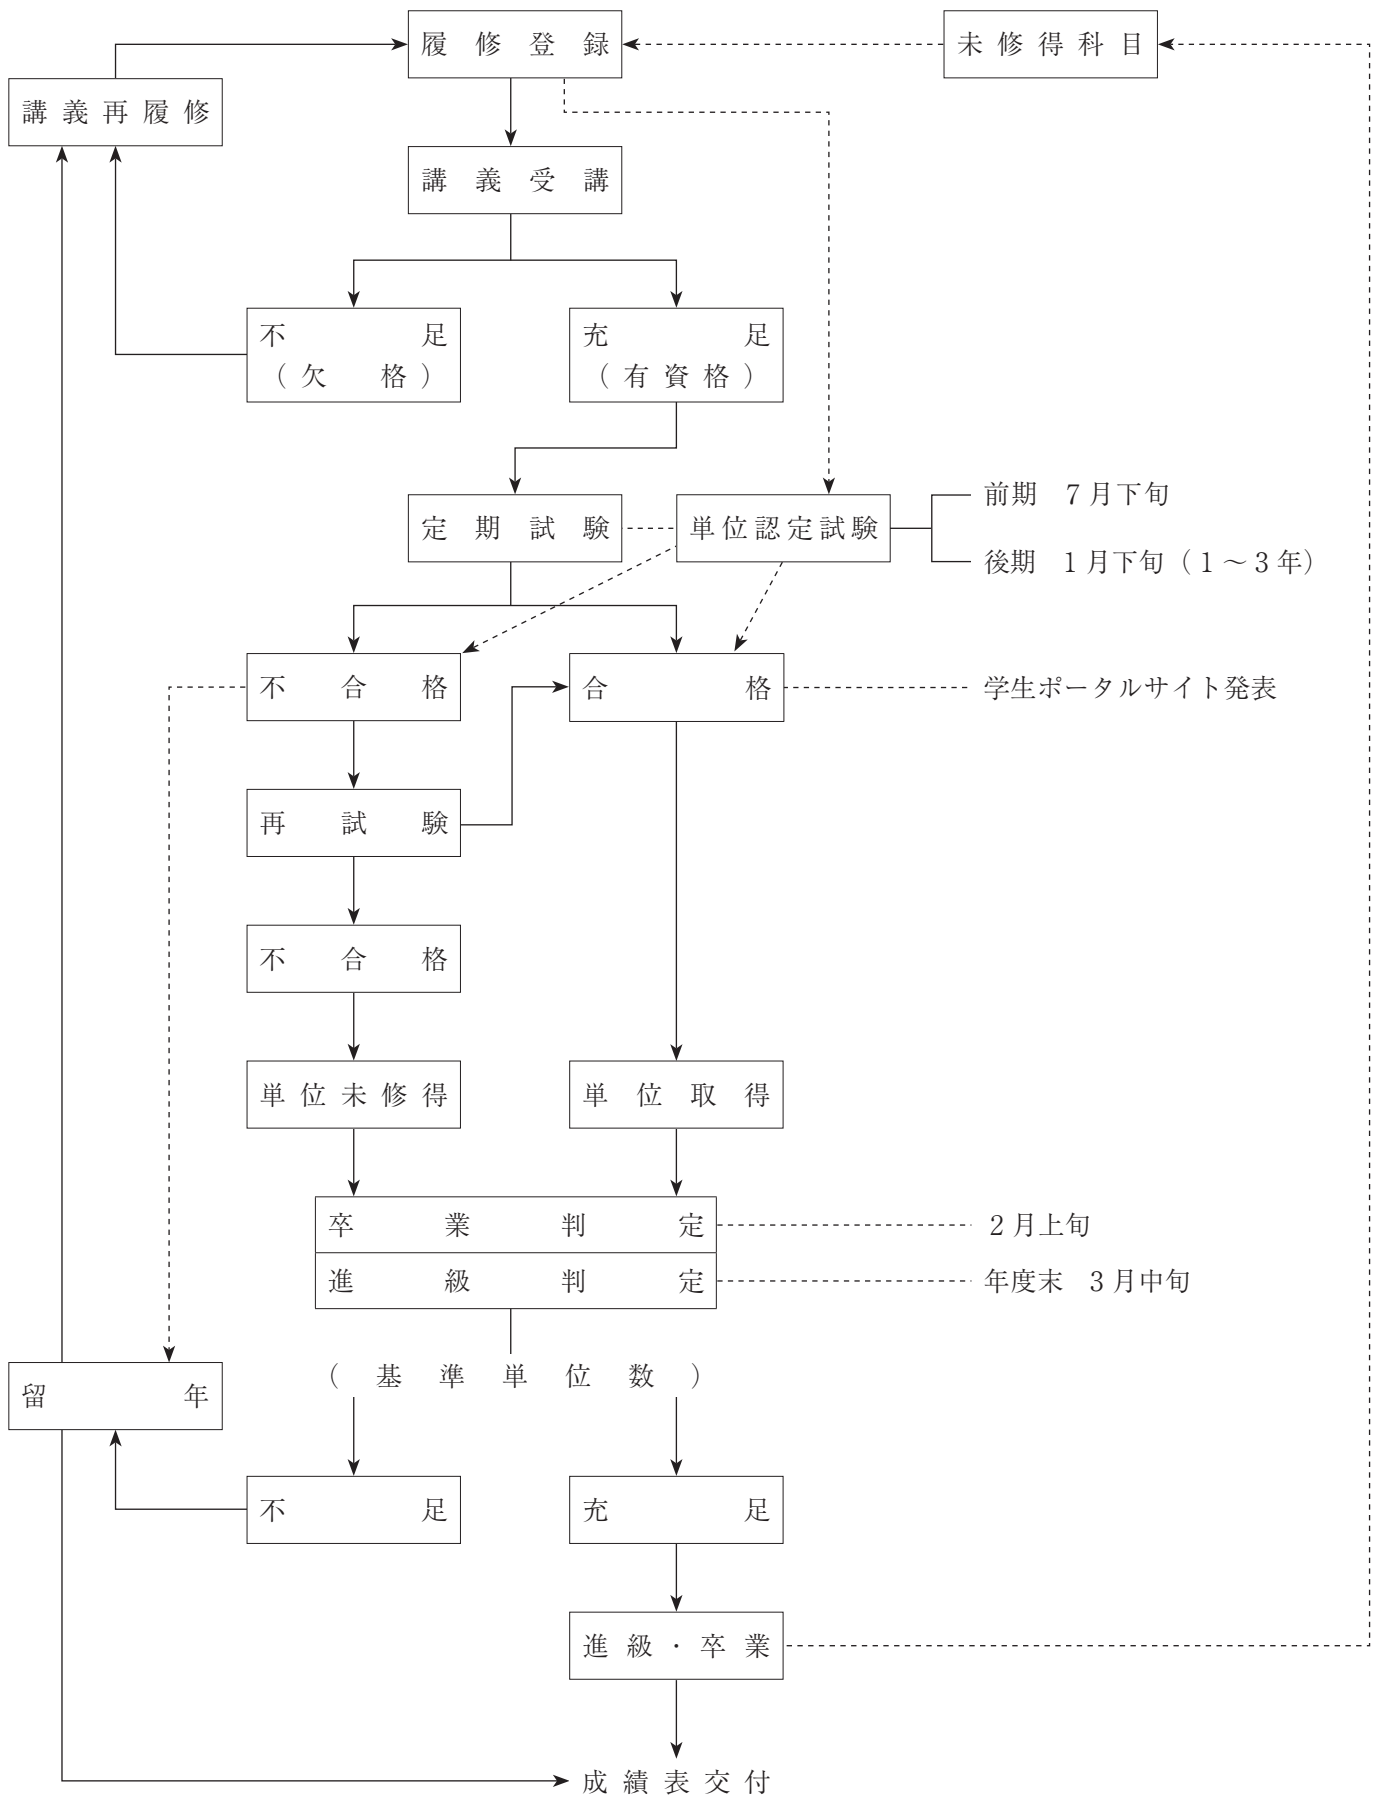 履修登録
未修得科目
講義再履修
講義受講
不足
（欠格）
充足
（有資格）
定期試験
単位認定試験
前期　7月下旬
後期　1月下旬（1～3年）
不合格
合格
学生ポータルサイト発表
再試験
不合格
単位未修得
単位取得
卒業判定
2月上旬
進級判定
年度末　3月中旬
（基準単位数）
留年
不足
充足
進級・卒業
成績表交付